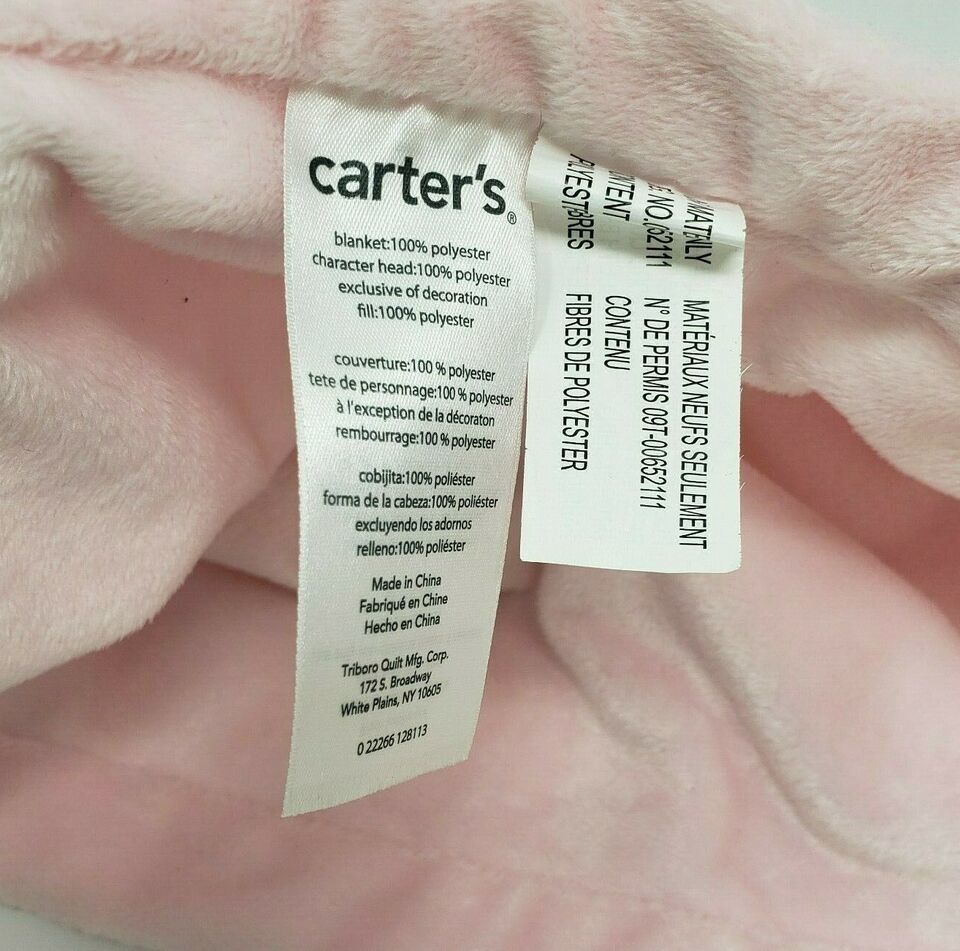 carter's®
blanket:100% polyester
character head:100% polyester
exclusive of decoration
fill:100% polyester
couverture:100 % polyester
tete de personnage:100 % polyester
à l'exception de la décoraton
rembourrage:100 % polyester
cobijita:100% poliéster
forma de la cabeza:100% poliéster
excluyendo los adornos
relleno:100% poliéster
Made in China
Fabriqué en Chine
Hecho en China
Triboro Quilt Mfg. Corp.
172 S. Broadway
White Plains, NY 10605
0 22266 128113
MATÉRIAUX NEUFS SEULEMENT
N° DE PERMIS 09T-00652111
CONTENU
FIBRES DE POLYESTER